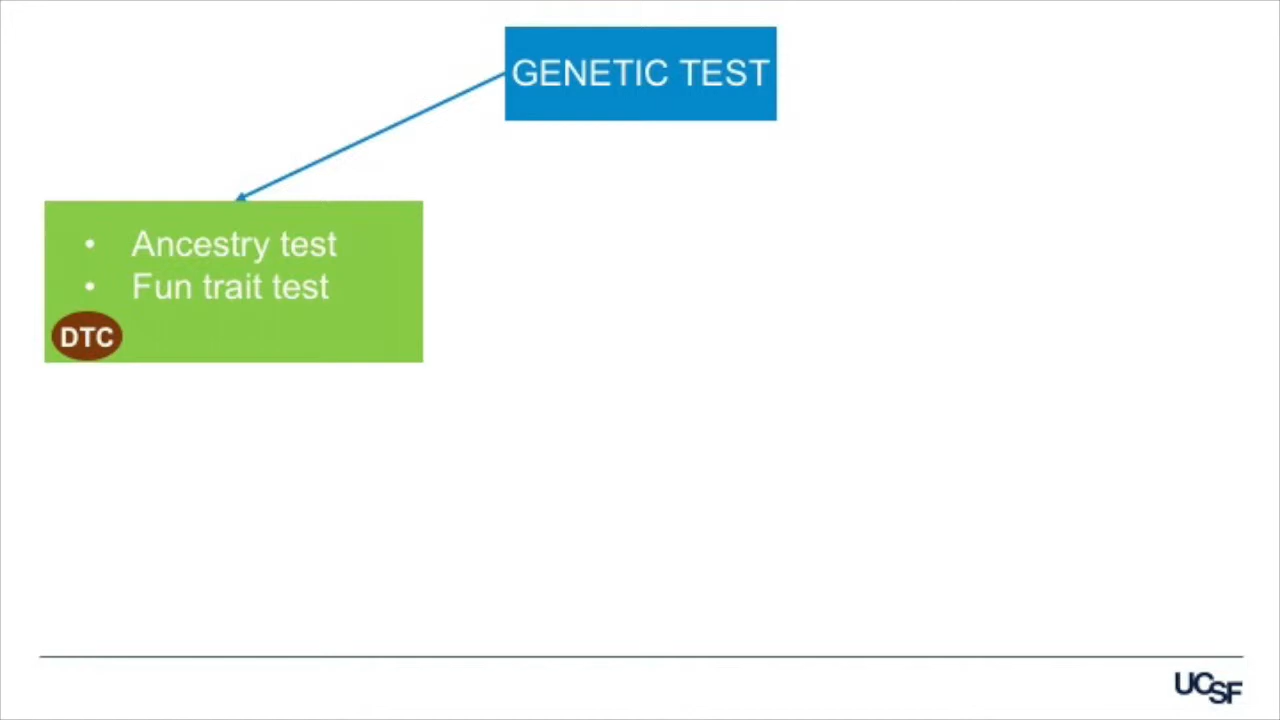 GENETIC TEST
• Ancestry test
• Fun trait test
DTC
UCSF